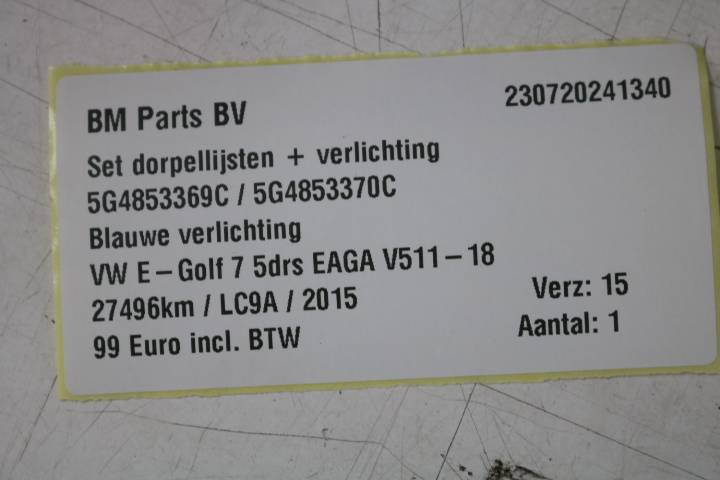 BM Parts BV
230720241340
Set dorpellijsten + verlichting
5G4853369C / 5G4853370C
Blauwe verlichting
VW E-Golf 7 5drs EAGA V511-18
27496km / LC9A / 2015
Verz: 15
99 Euro incl. BTW
Aantal: 1